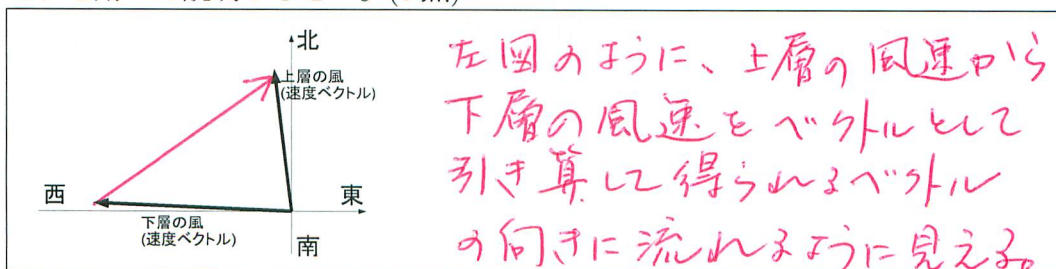 北
上層の風
(速度ベクトル)
西
東
下層の風
(速度ベクトル)
南
左図のように、上層の風速から
下層の風速をベクトルとして
引き算して得られるベクトル
の向きに流れるように見える。